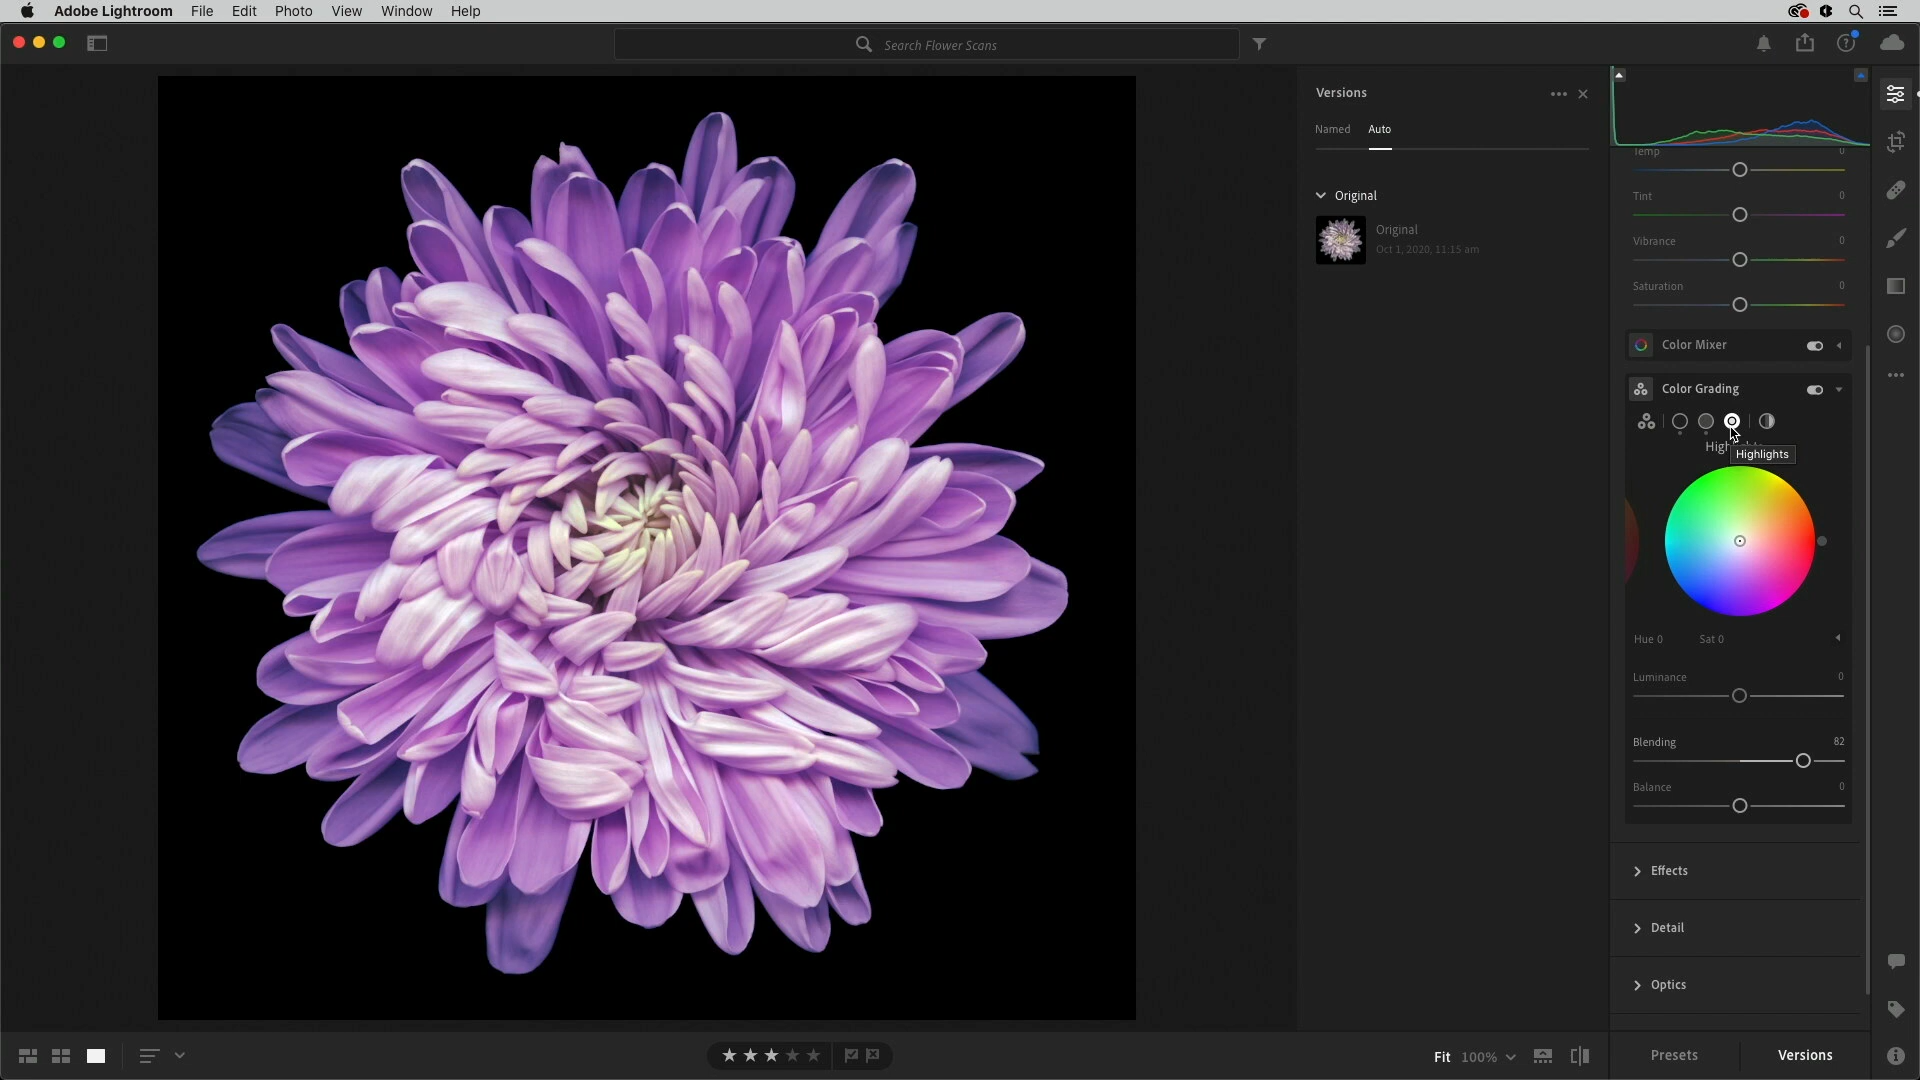 Adobe Lightroom File Edit Photo View Window Help
Search Flower Scans
Versions
Named Auto
Original
Original
Oct 1, 2020, 11:15 am
Temp 0
Tint 0
Vibrance 0
Saturation 0
Color Mixer
Color Grading
High
Highlights
Hue 0 Sat 0
Luminance 0
Blending 82
Balance 0
Effects
Detail
Optics
Fit 100%
Presets Versions